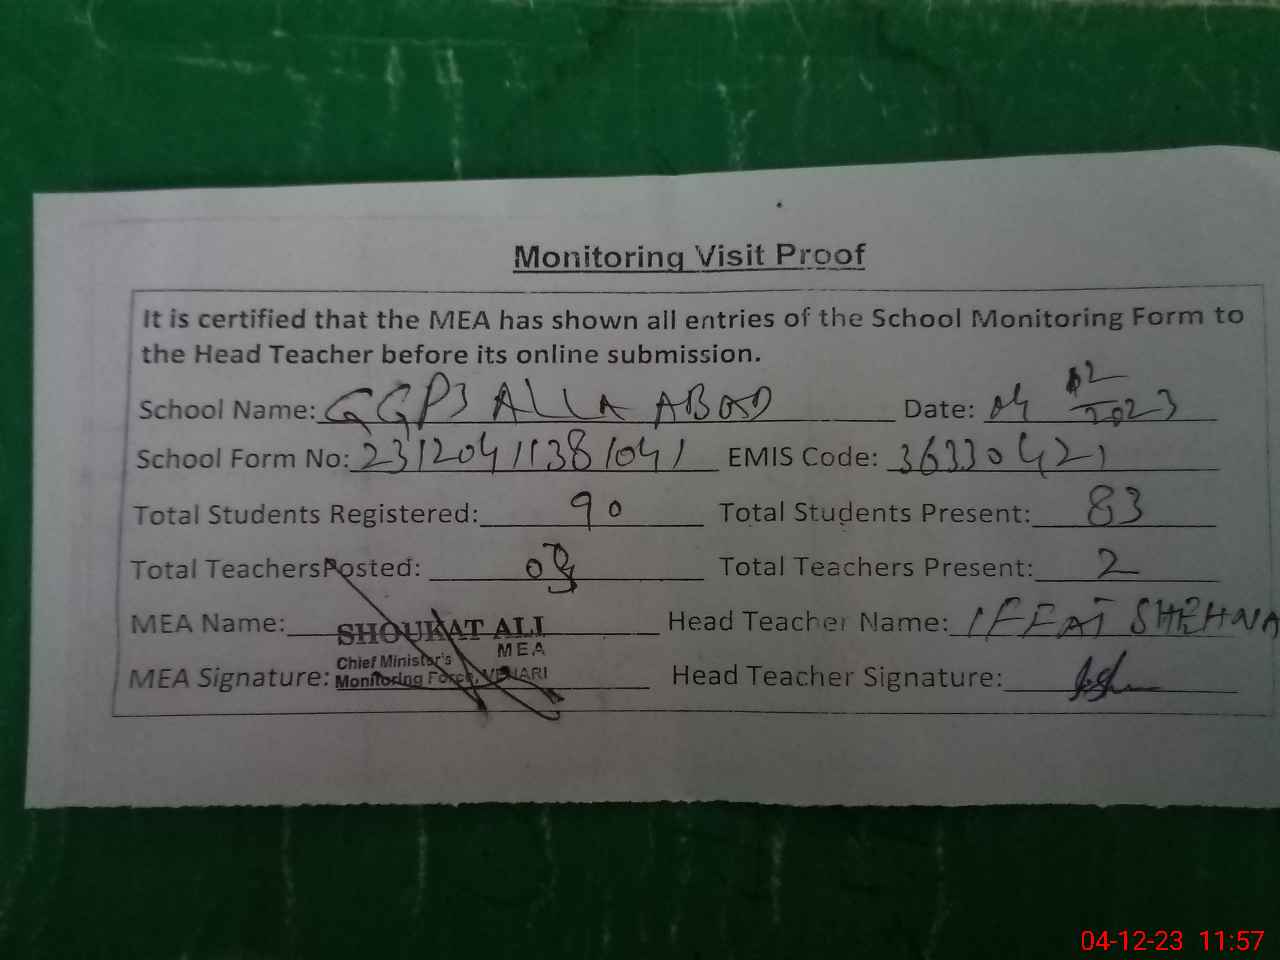 Monitoring Visit Proof
It is certified that the MEA has shown all entries of the School Monitoring Form to
the Head Teacher before its online submission.
School Name: GGPS ALLA ABAD Date: 04 12 2023
School Form No: 23120411381041 EMIS Code: 36330421
Total Students Registered: 90 Total Students Present: 83
Total TeachersPosted: Total Teachers Present: 2
MEA Name: SHOUKAT ALI Head Teacher Name: IFFAT SHEHNA
MEA
Chief Minister's
MEA Signature: Monitoring Force, VEHARI Head Teacher Signature:
04-12-23 11:57